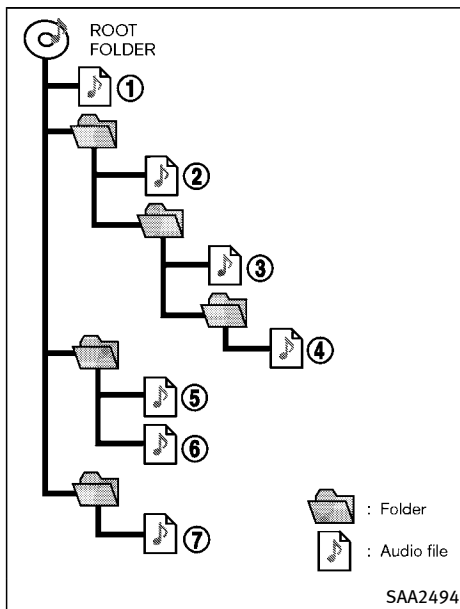 ROOT
FOLDER
①
②
③
④
⑤
⑥
⑦
: Folder
: Audio file
SAA2494